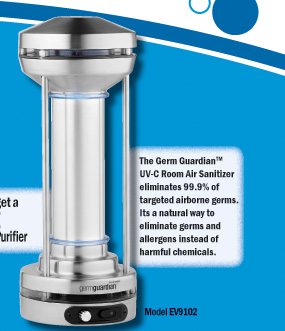 The Germ Guardian™
UV-C Room Air Sanitizer
eliminates 99.9% of
targeted airborne germs.
Its a natural way to
eliminate germs and
allergens instead of
harmful chemicals.
get a
Purifier
germguardian
Model EV9102